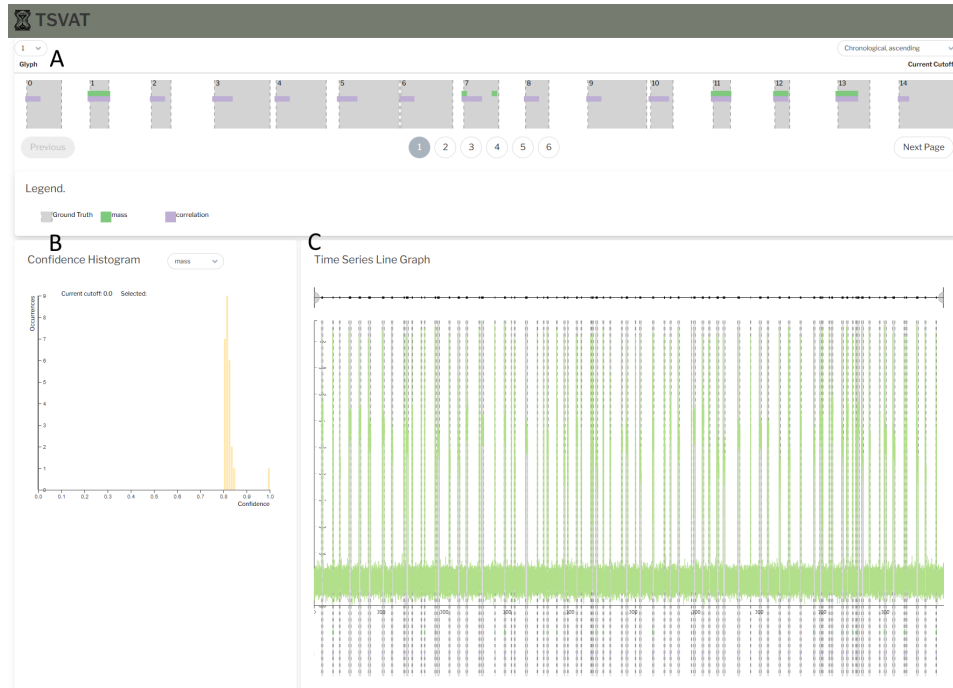 TSVAT
1
A
Chronological, ascending
Glyph
Current Cutoff
0 1 2 3 4 5 6 7 8 9 10 11 12 13 14
Previous
1 2 3 4 5 6
Next Page
Legend.
Ground Truth mass correlation
B
C
Confidence Histogram
mass
Time Series Line Graph
Current cutoff: 0.0 Selected:
Occurrences
9
8
7
6
5
4
3
2
1
0
0.0 0.1 0.2 0.3 0.4 0.5 0.6 0.7 0.8 0.9 1.0
Confidence